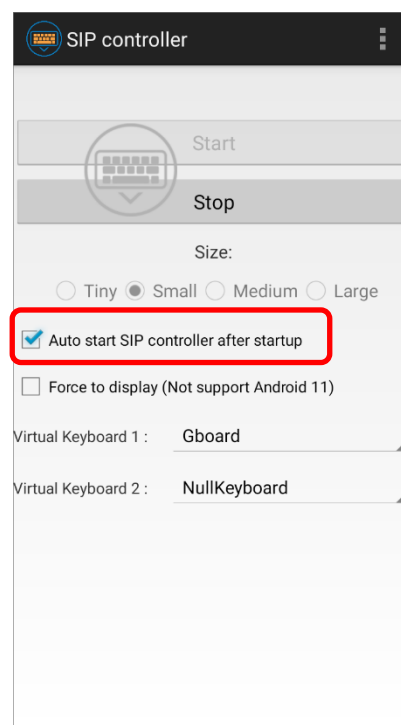 SIP controller
Start
Stop
Size:
Tiny Small Medium Large
Auto start SIP controller after startup
Force to display (Not support Android 11)
Virtual Keyboard 1 : Gboard
Virtual Keyboard 2 : NullKeyboard